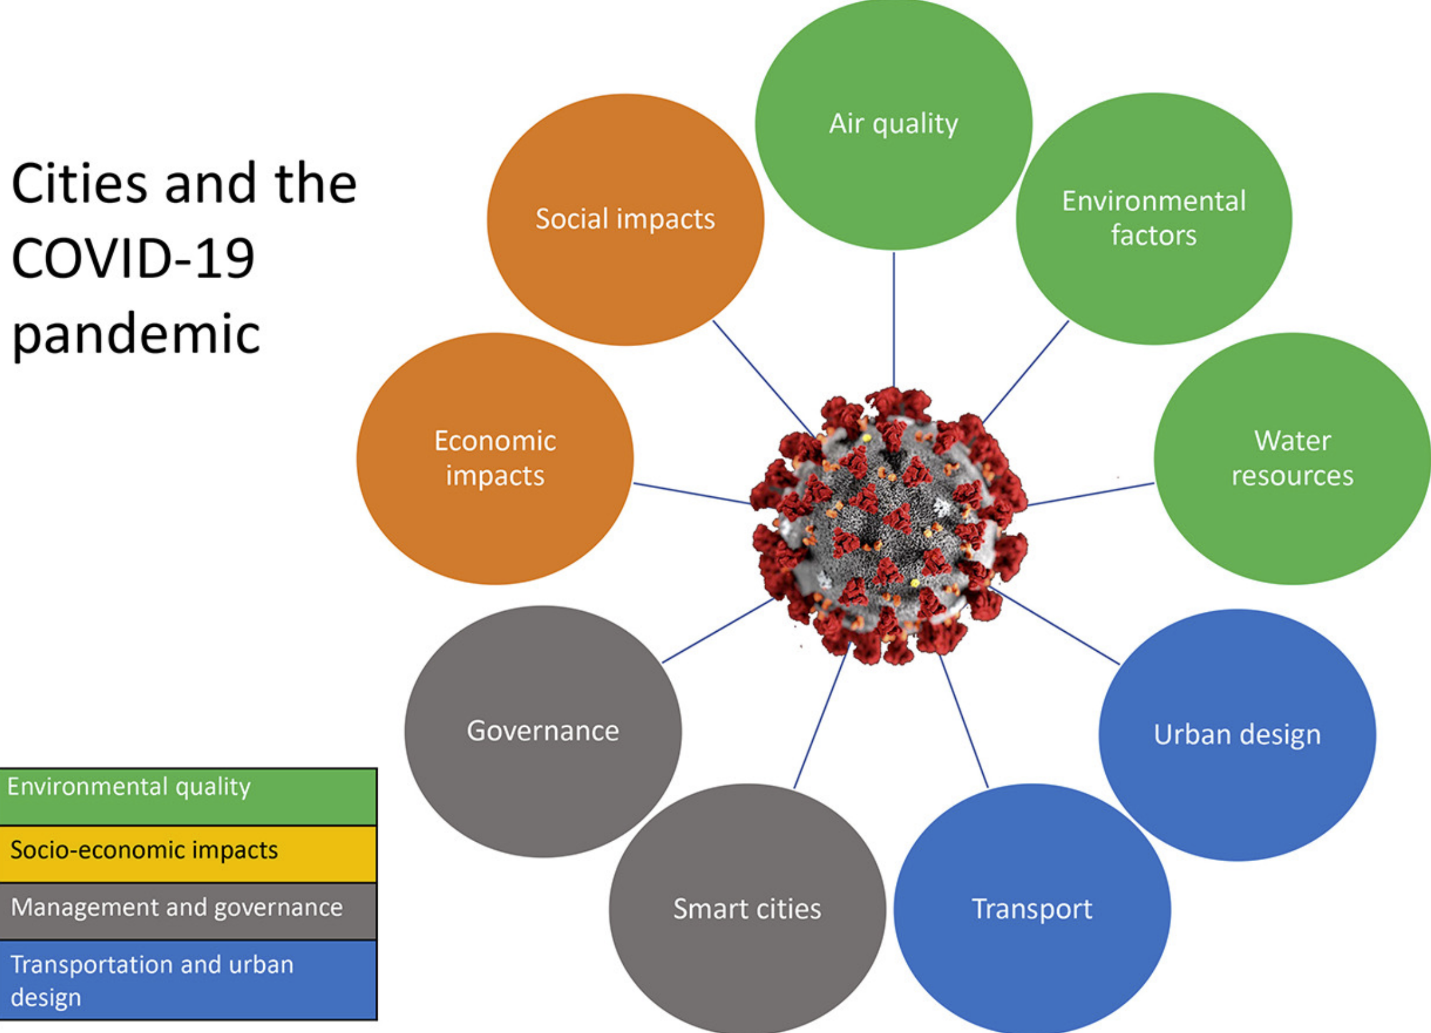 Cities and the
COVID-19
pandemic
Air quality
Environmental
factors
Social impacts
Water
resources
Economic
impacts
Governance
Urban design
Smart cities
Transport
Environmental quality
Socio-economic impacts
Management and governance
Transportation and urban
design